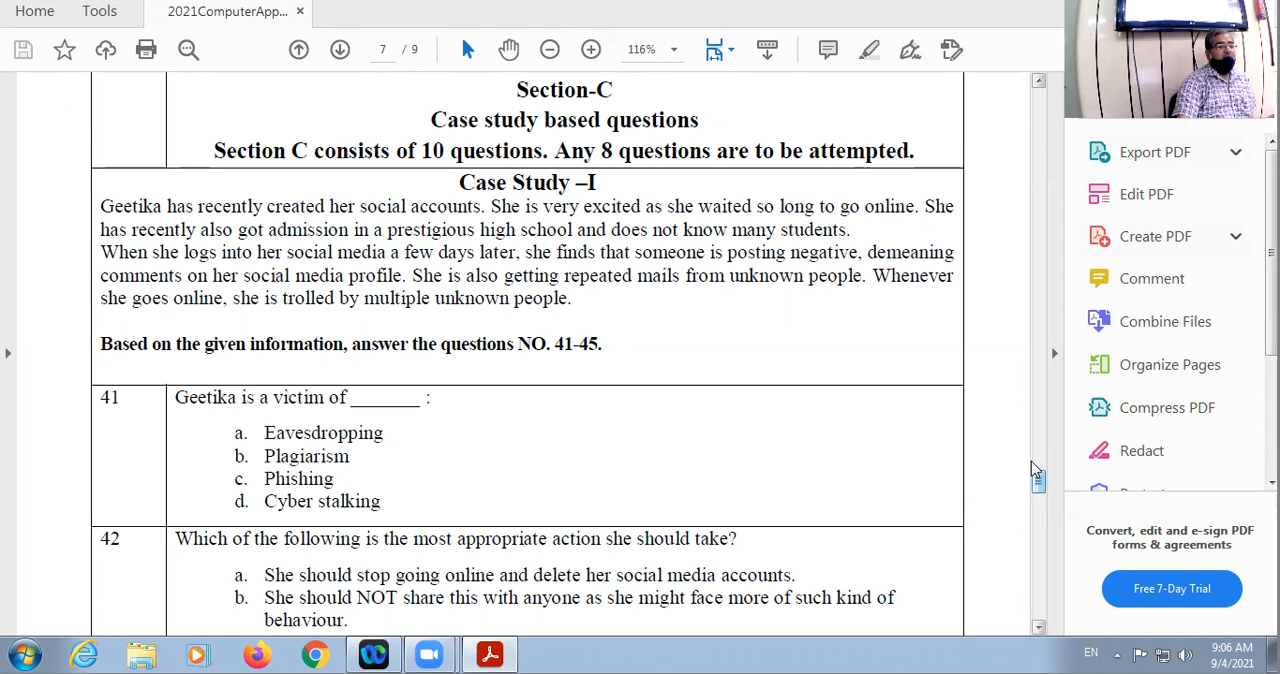 Home Tools 2021ComputerApp... ×
7 / 9 116%
Section-C
Case study based questions
Section C consists of 10 questions. Any 8 questions are to be attempted.
Case Study –I
Geetika has recently created her social accounts. She is very excited as she waited so long to go online. She
has recently also got admission in a prestigious high school and does not know many students.
When she logs into her social media a few days later, she finds that someone is posting negative, demeaning
comments on her social media profile. She is also getting repeated mails from unknown people. Whenever
she goes online, she is trolled by multiple unknown people.
Based on the given information, answer the questions NO. 41-45.
41 Geetika is a victim of _______ :
a. Eavesdropping
b. Plagiarism
c. Phishing
d. Cyber stalking
42 Which of the following is the most appropriate action she should take?
a. She should stop going online and delete her social media accounts.
b. She should NOT share this with anyone as she might face more of such kind of
behaviour.
Export PDF
Edit PDF
Create PDF
Comment
Combine Files
Organize Pages
Compress PDF
Redact
Convert, edit and e-sign PDF
forms & agreements
Free 7-Day Trial
EN
9:06 AM
9/4/2021